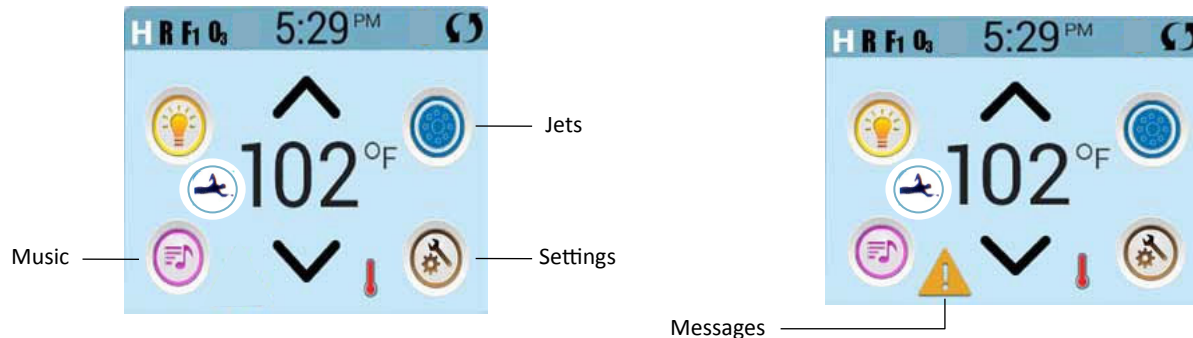 H R F1 O3 5:29 PM
102 °F
Jets
Music
Settings
H R F1 O3 5:29 PM
102 °F
Messages